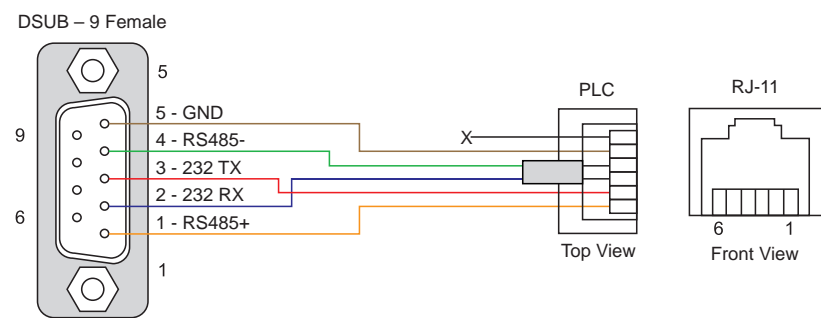 DSUB – 9 Female
5
9
6
1
5 - GND
4 - RS485-
3 - 232 TX
2 - 232 RX
1 - RS485+
X
PLC
Top View
RJ-11
6 1
Front View